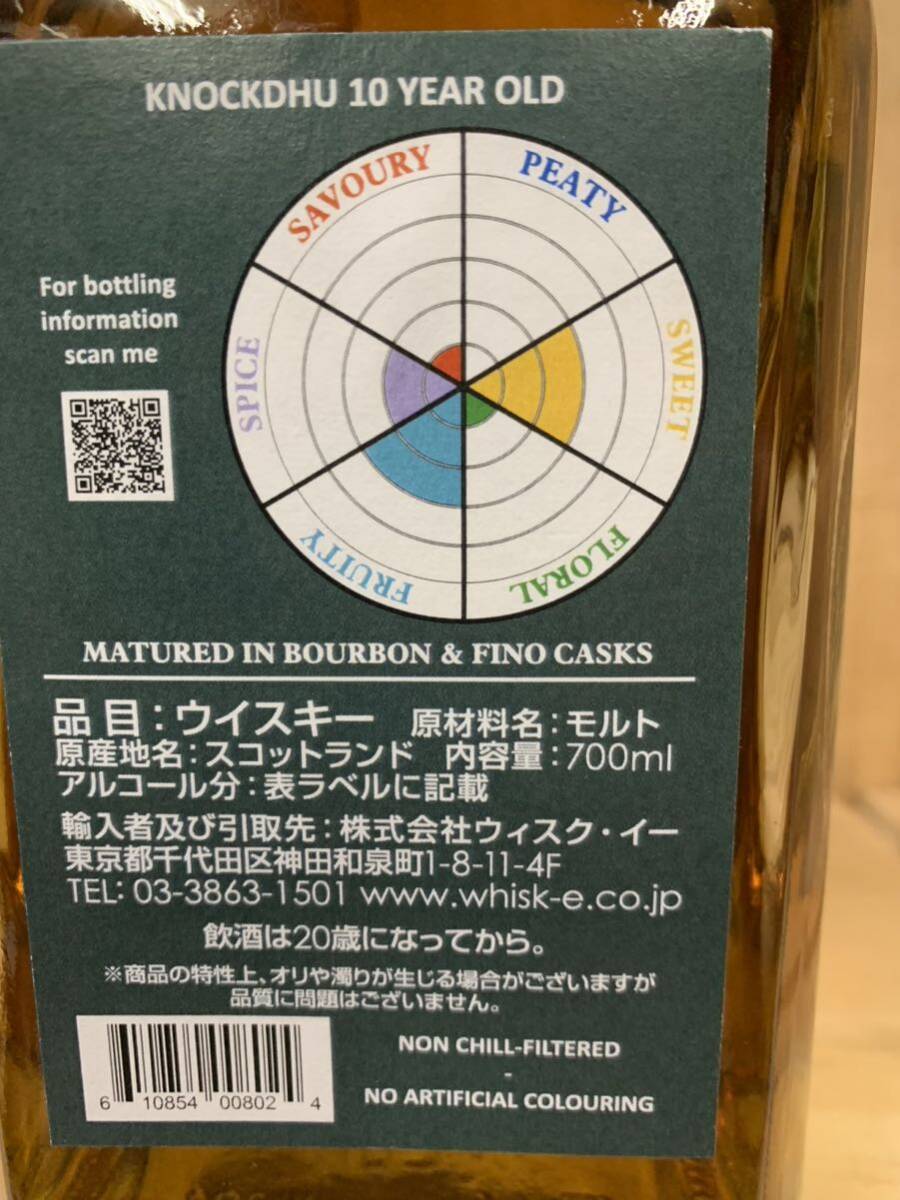 KNOCKDHU 10 YEAR OLD
SAVOURY
PEATY
SWEET
FLORAL
FRUITY
SPICE
For bottling
information
scan me
MATURED IN BOURBON & FINO CASKS
品目:ウイスキー 原材料名:モルト
原産地名:スコットランド 内容量:700ml
アルコール分:表ラベルに記載
輸入者及び引取先:株式会社ウィスク・イー
東京都千代田区神田和泉町1-8-11-4F
TEL: 03-3863-1501 www.whisk-e.co.jp
飲酒は20歳になってから。
※商品の特性上、オリや濁りが生じる場合がございますが
品質に問題はございません。
6 10854 00802 4
NON CHILL-FILTERED
-
NO ARTIFICIAL COLOURING